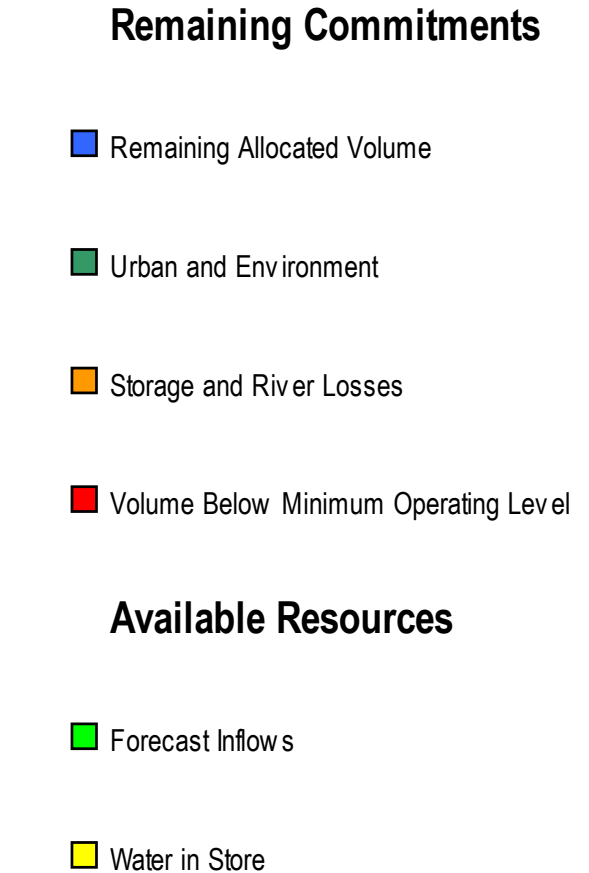 Remaining Commitments
Remaining Allocated Volume
Urban and Environment
Storage and River Losses
Volume Below Minimum Operating Level
Available Resources
Forecast Inflows
Water in Store